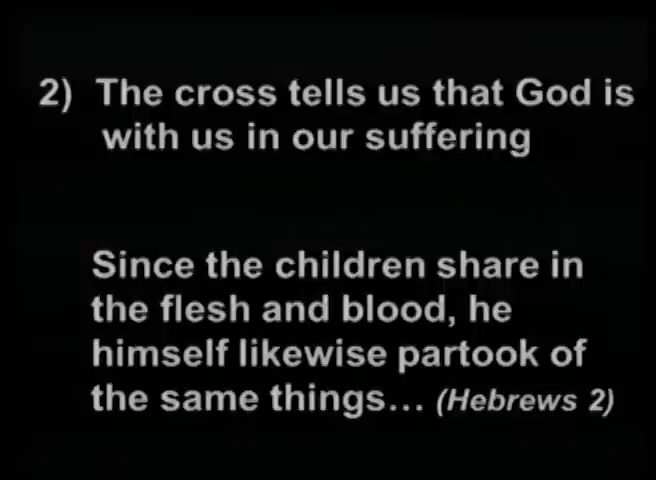 2) The cross tells us that God is
with us in our suffering
Since the children share in
the flesh and blood, he
himself likewise partook of
the same things... (Hebrews 2)